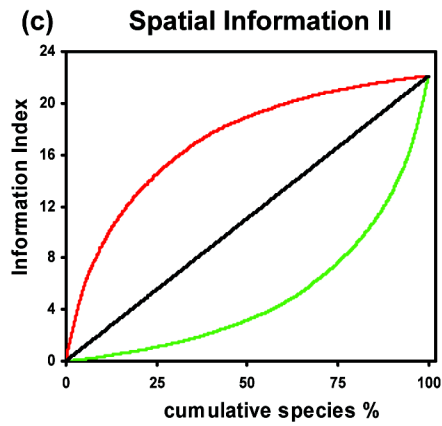 (c) Spatial Information II
24
20
16
12
8
4
0
Information Index
0 25 50 75 100
cumulative species %